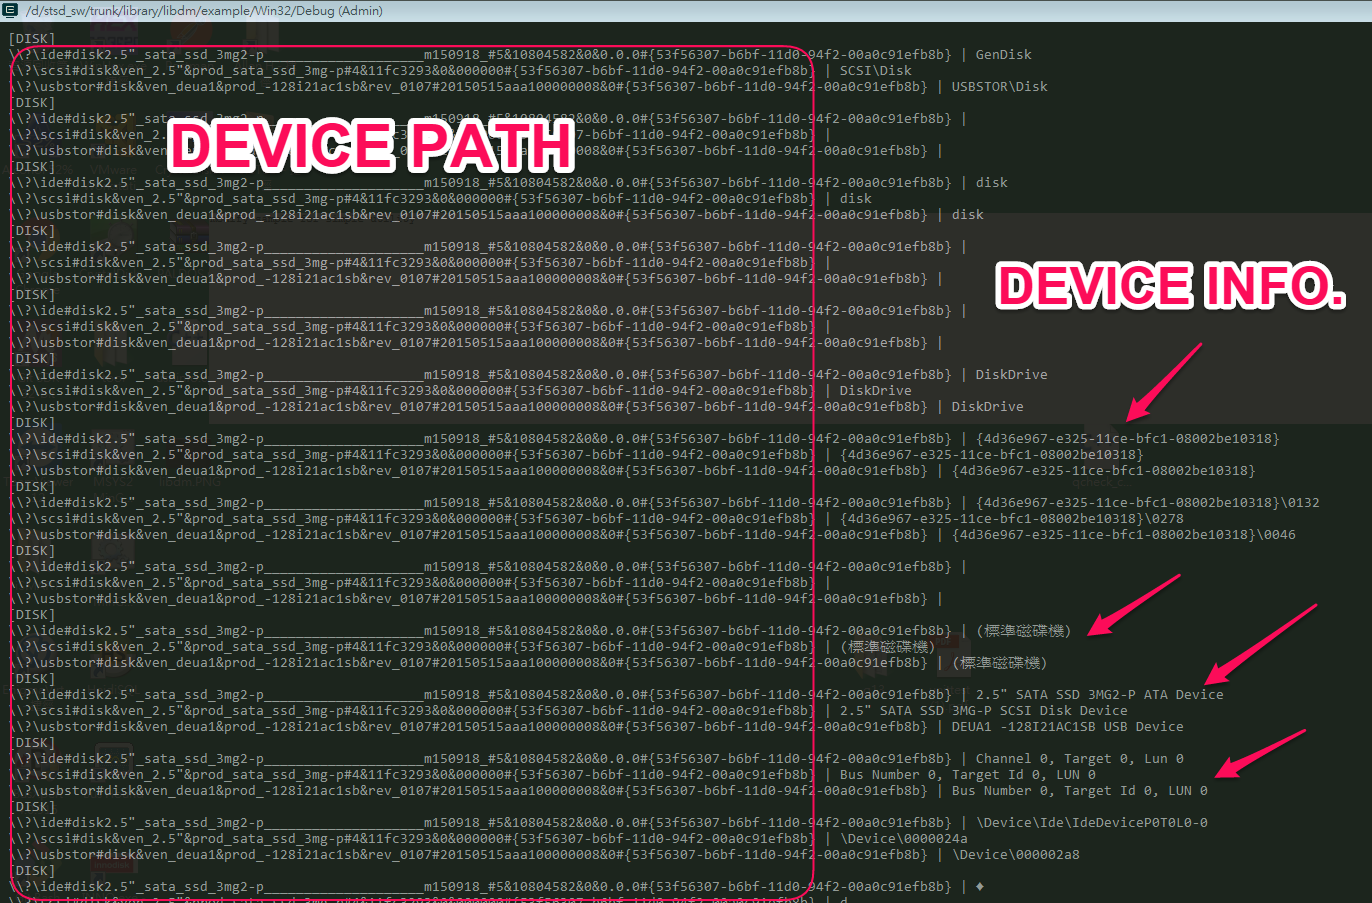 /d/stsd_sw/trunk/library/libdm/example/Win32/Debug (Admin)
[DISK]
\\?\ide#disk2.5"_sata_ssd_3mg2-p____________________m150918_#5&10804582&0&0.0.0#{53f56307-b6bf-11d0-94f2-00a0c91efb8b} | GenDisk
\\?\scsi#disk&ven_2.5"&prod_sata_ssd_3mg-p#4&11fc3293&0&000000#{53f56307-b6bf-11d0-94f2-00a0c91efb8b} | SCSI\Disk
\\?\usbstor#disk&ven_deua1&prod_-128i21ac1sb&rev_0107#20150515aaa100000008&0#{53f56307-b6bf-11d0-94f2-00a0c91efb8b} | USBSTOR\Disk
[DISK]
\\?\ide#disk2.5"_sata_ssd_3mg2-p____________________m150918_#5&10804582&0&0.0.0#{53f56307-b6bf-11d0-94f2-00a0c91efb8b} |
\\?\scsi#disk&ven_2. &11fc3293&0&000000#{53f56307-b6bf-11d0-94f2-00a0c91efb8b} |
\\?\usbstor#disk&ven 20150515aaa100000008&0#{53f56307-b6bf-11d0-94f2-00a0c91efb8b} |
DEVICE PATH
[DISK]
\\?\ide#disk2.5"_sata_ssd_3mg2-p____________________m150918_#5&10804582&0&0.0.0#{53f56307-b6bf-11d0-94f2-00a0c91efb8b} | disk
\\?\scsi#disk&ven_2.5"&prod_sata_ssd_3mg-p#4&11fc3293&0&000000#{53f56307-b6bf-11d0-94f2-00a0c91efb8b} | disk
\\?\usbstor#disk&ven_deua1&prod_-128i21ac1sb&rev_0107#20150515aaa100000008&0#{53f56307-b6bf-11d0-94f2-00a0c91efb8b} | disk
[DISK]
\\?\ide#disk2.5"_sata_ssd_3mg2-p____________________m150918_#5&10804582&0&0.0.0#{53f56307-b6bf-11d0-94f2-00a0c91efb8b} |
\\?\scsi#disk&ven_2.5"&prod_sata_ssd_3mg-p#4&11fc3293&0&000000#{53f56307-b6bf-11d0-94f2-00a0c91efb8b} |
\\?\usbstor#disk&ven_deua1&prod_-128i21ac1sb&rev_0107#20150515aaa100000008&0#{53f56307-b6bf-11d0-94f2-00a0c91efb8b} |
DEVICE INFO.
[DISK]
\\?\ide#disk2.5"_sata_ssd_3mg2-p____________________m150918_#5&10804582&0&0.0.0#{53f56307-b6bf-11d0-94f2-00a0c91efb8b} |
\\?\scsi#disk&ven_2.5"&prod_sata_ssd_3mg-p#4&11fc3293&0&000000#{53f56307-b6bf-11d0-94f2-00a0c91efb8b} |
\\?\usbstor#disk&ven_deua1&prod_-128i21ac1sb&rev_0107#20150515aaa100000008&0#{53f56307-b6bf-11d0-94f2-00a0c91efb8b} |
[DISK]
\\?\ide#disk2.5"_sata_ssd_3mg2-p____________________m150918_#5&10804582&0&0.0.0#{53f56307-b6bf-11d0-94f2-00a0c91efb8b} | DiskDrive
\\?\scsi#disk&ven_2.5"&prod_sata_ssd_3mg-p#4&11fc3293&0&000000#{53f56307-b6bf-11d0-94f2-00a0c91efb8b} | DiskDrive
\\?\usbstor#disk&ven_deua1&prod_-128i21ac1sb&rev_0107#20150515aaa100000008&0#{53f56307-b6bf-11d0-94f2-00a0c91efb8b} | DiskDrive
[DISK]
\\?\ide#disk2.5"_sata_ssd_3mg2-p____________________m150918_#5&10804582&0&0.0.0#{53f56307-b6bf-11d0-94f2-00a0c91efb8b} | {4d36e967-e325-11ce-bfc1-08002be10318}
\\?\scsi#disk&ven_2.5"&prod_sata_ssd_3mg-p#4&11fc3293&0&000000#{53f56307-b6bf-11d0-94f2-00a0c91efb8b} | {4d36e967-e325-11ce-bfc1-08002be10318}
\\?\usbstor#disk&ven_deua1&prod_-128i21ac1sb&rev_0107#20150515aaa100000008&0#{53f56307-b6bf-11d0-94f2-00a0c91efb8b} | {4d36e967-e325-11ce-bfc1-08002be10318}
[DISK]
\\?\ide#disk2.5"_sata_ssd_3mg2-p____________________m150918_#5&10804582&0&0.0.0#{53f56307-b6bf-11d0-94f2-00a0c91efb8b} | {4d36e967-e325-11ce-bfc1-08002be10318}\0132
\\?\scsi#disk&ven_2.5"&prod_sata_ssd_3mg-p#4&11fc3293&0&000000#{53f56307-b6bf-11d0-94f2-00a0c91efb8b} | {4d36e967-e325-11ce-bfc1-08002be10318}\0278
\\?\usbstor#disk&ven_deua1&prod_-128i21ac1sb&rev_0107#20150515aaa100000008&0#{53f56307-b6bf-11d0-94f2-00a0c91efb8b} | {4d36e967-e325-11ce-bfc1-08002be10318}\0046
[DISK]
\\?\ide#disk2.5"_sata_ssd_3mg2-p____________________m150918_#5&10804582&0&0.0.0#{53f56307-b6bf-11d0-94f2-00a0c91efb8b} |
\\?\scsi#disk&ven_2.5"&prod_sata_ssd_3mg-p#4&11fc3293&0&000000#{53f56307-b6bf-11d0-94f2-00a0c91efb8b} |
\\?\usbstor#disk&ven_deua1&prod_-128i21ac1sb&rev_0107#20150515aaa100000008&0#{53f56307-b6bf-11d0-94f2-00a0c91efb8b} |
[DISK]
\\?\ide#disk2.5"_sata_ssd_3mg2-p____________________m150918_#5&10804582&0&0.0.0#{53f56307-b6bf-11d0-94f2-00a0c91efb8b} | (標準磁碟機)
\\?\scsi#disk&ven_2.5"&prod_sata_ssd_3mg-p#4&11fc3293&0&000000#{53f56307-b6bf-11d0-94f2-00a0c91efb8b} | (標準磁碟機)
\\?\usbstor#disk&ven_deua1&prod_-128i21ac1sb&rev_0107#20150515aaa100000008&0#{53f56307-b6bf-11d0-94f2-00a0c91efb8b} | (標準磁碟機)
[DISK]
\\?\ide#disk2.5"_sata_ssd_3mg2-p____________________m150918_#5&10804582&0&0.0.0#{53f56307-b6bf-11d0-94f2-00a0c91efb8b} | 2.5" SATA SSD 3MG2-P ATA Device
\\?\scsi#disk&ven_2.5"&prod_sata_ssd_3mg-p#4&11fc3293&0&000000#{53f56307-b6bf-11d0-94f2-00a0c91efb8b} | 2.5" SATA SSD 3MG-P SCSI Disk Device
\\?\usbstor#disk&ven_deua1&prod_-128i21ac1sb&rev_0107#20150515aaa100000008&0#{53f56307-b6bf-11d0-94f2-00a0c91efb8b} | DEUA1 -128I21AC1SB USB Device
[DISK]
\\?\ide#disk2.5"_sata_ssd_3mg2-p____________________m150918_#5&10804582&0&0.0.0#{53f56307-b6bf-11d0-94f2-00a0c91efb8b} | Channel 0, Target 0, Lun 0
\\?\scsi#disk&ven_2.5"&prod_sata_ssd_3mg-p#4&11fc3293&0&000000#{53f56307-b6bf-11d0-94f2-00a0c91efb8b} | Bus Number 0, Target Id 0, LUN 0
\\?\usbstor#disk&ven_deua1&prod_-128i21ac1sb&rev_0107#20150515aaa100000008&0#{53f56307-b6bf-11d0-94f2-00a0c91efb8b} | Bus Number 0, Target Id 0, LUN 0
[DISK]
\\?\ide#disk2.5"_sata_ssd_3mg2-p____________________m150918_#5&10804582&0&0.0.0#{53f56307-b6bf-11d0-94f2-00a0c91efb8b} | \Device\Ide\IdeDeviceP0T0L0-0
\\?\scsi#disk&ven_2.5"&prod_sata_ssd_3mg-p#4&11fc3293&0&000000#{53f56307-b6bf-11d0-94f2-00a0c91efb8b} | \Device\0000024a
\\?\usbstor#disk&ven_deua1&prod_-128i21ac1sb&rev_0107#20150515aaa100000008&0#{53f56307-b6bf-11d0-94f2-00a0c91efb8b} | \Device\000002a8
[DISK]
\\?\ide#disk2.5"_sata_ssd_3mg2-p____________________m150918_#5&10804582&0&0.0.0#{53f56307-b6bf-11d0-94f2-00a0c91efb8b} | ♦